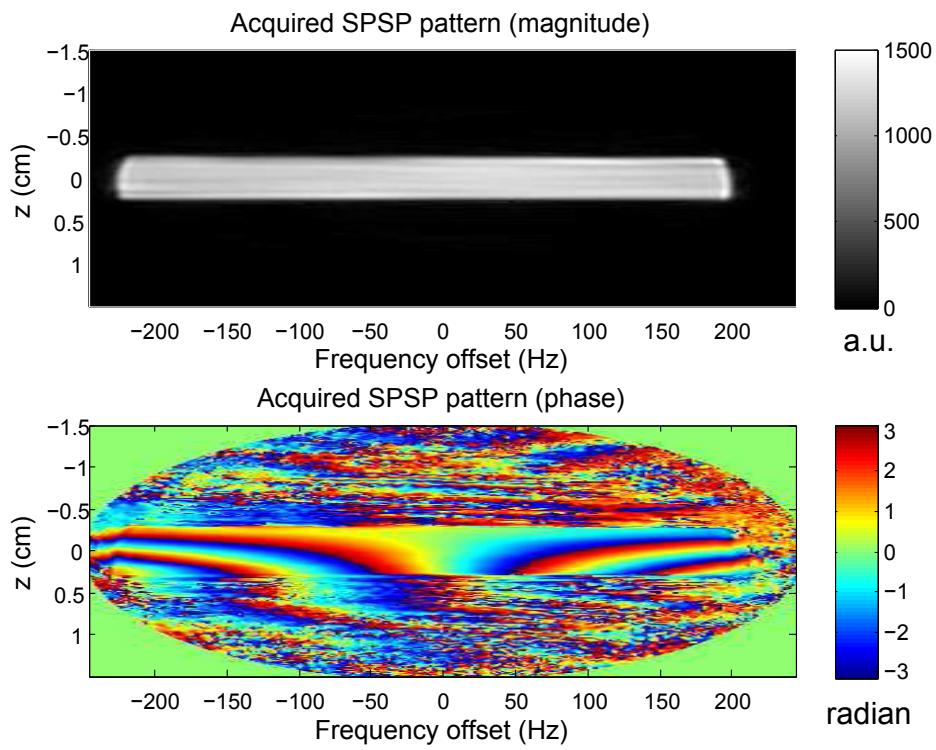 Acquired SPSP pattern (magnitude)
−1.5
−1
−0.5
0
0.5
1
z (cm)
−200 −150 −100 −50 0 50 100 150 200
Frequency offset (Hz)
1500
1000
500
0
a.u.
Acquired SPSP pattern (phase)
−1.5
−1
−0.5
0
0.5
1
z (cm)
−200 −150 −100 −50 0 50 100 150 200
Frequency offset (Hz)
3
2
1
0
−1
−2
−3
radian